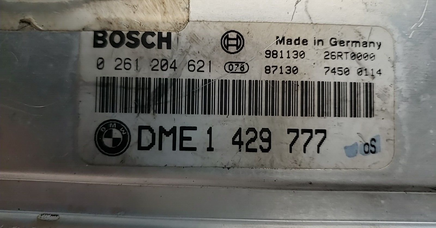 BOSCH Made in Germany
981130 26RT0000
0 261 204 621 078 87130 7450 0114
BMW DME 1 429 777 OS